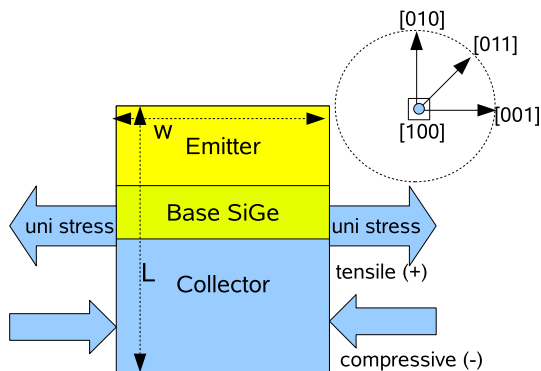 [010]
[011]
[100]
[001]
W
Emitter
uni stress
Base SiGe
uni stress
L
Collector
tensile (+)
compressive (-)